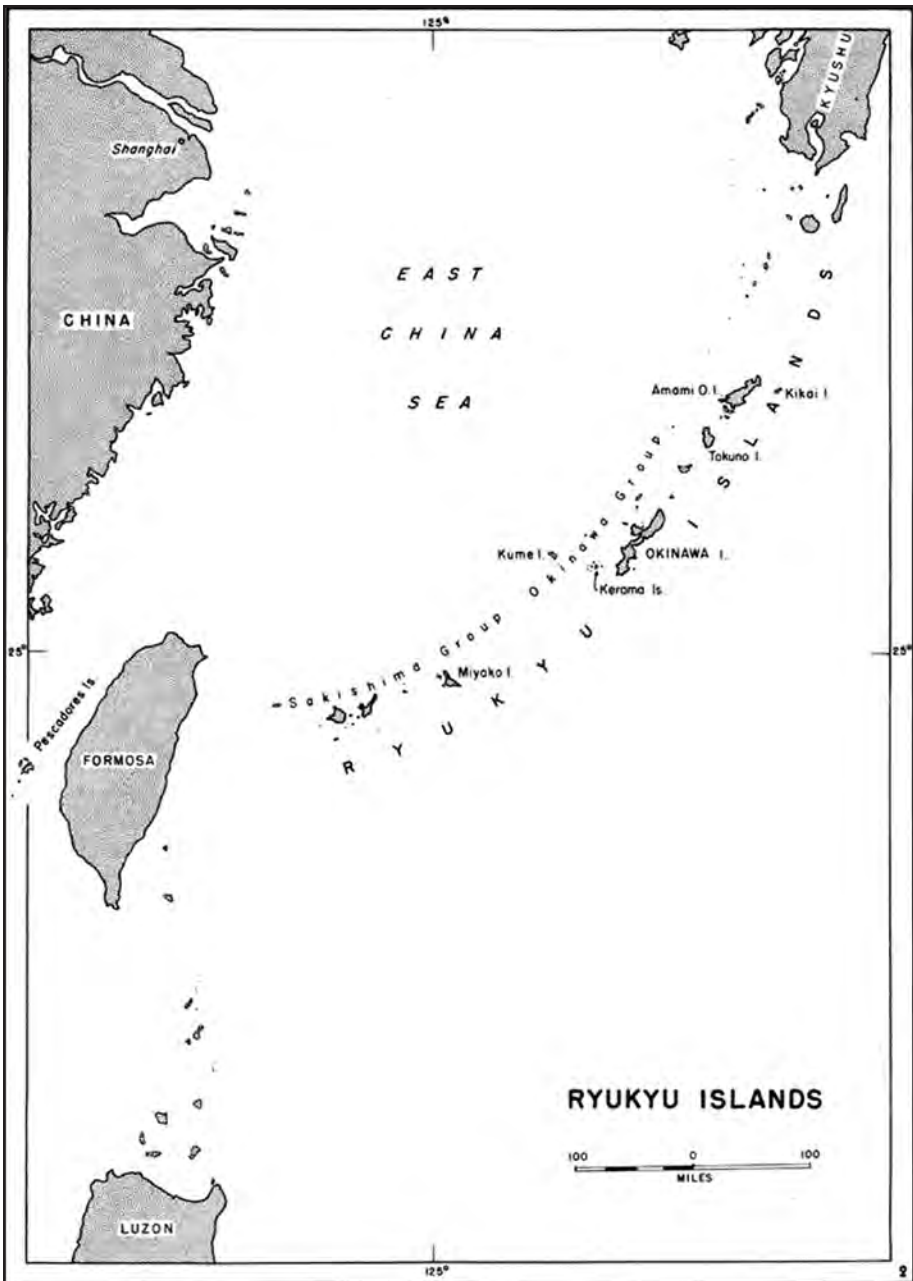 125°
KYUSHU
Shanghai
EAST
CHINA
SEA
CHINA
Amami O. I.
Kikai I.
Tokuno I.
RYUKYU ISLANDS
Okinawa Group
OKINAWA I.
Kume I.
Kerama Is.
25°
25°
Sakishima Group
Miyako I.
Pescadores Is.
FORMOSA
RYUKYU ISLANDS
100 0 100
MILES
LUZON
125°
2